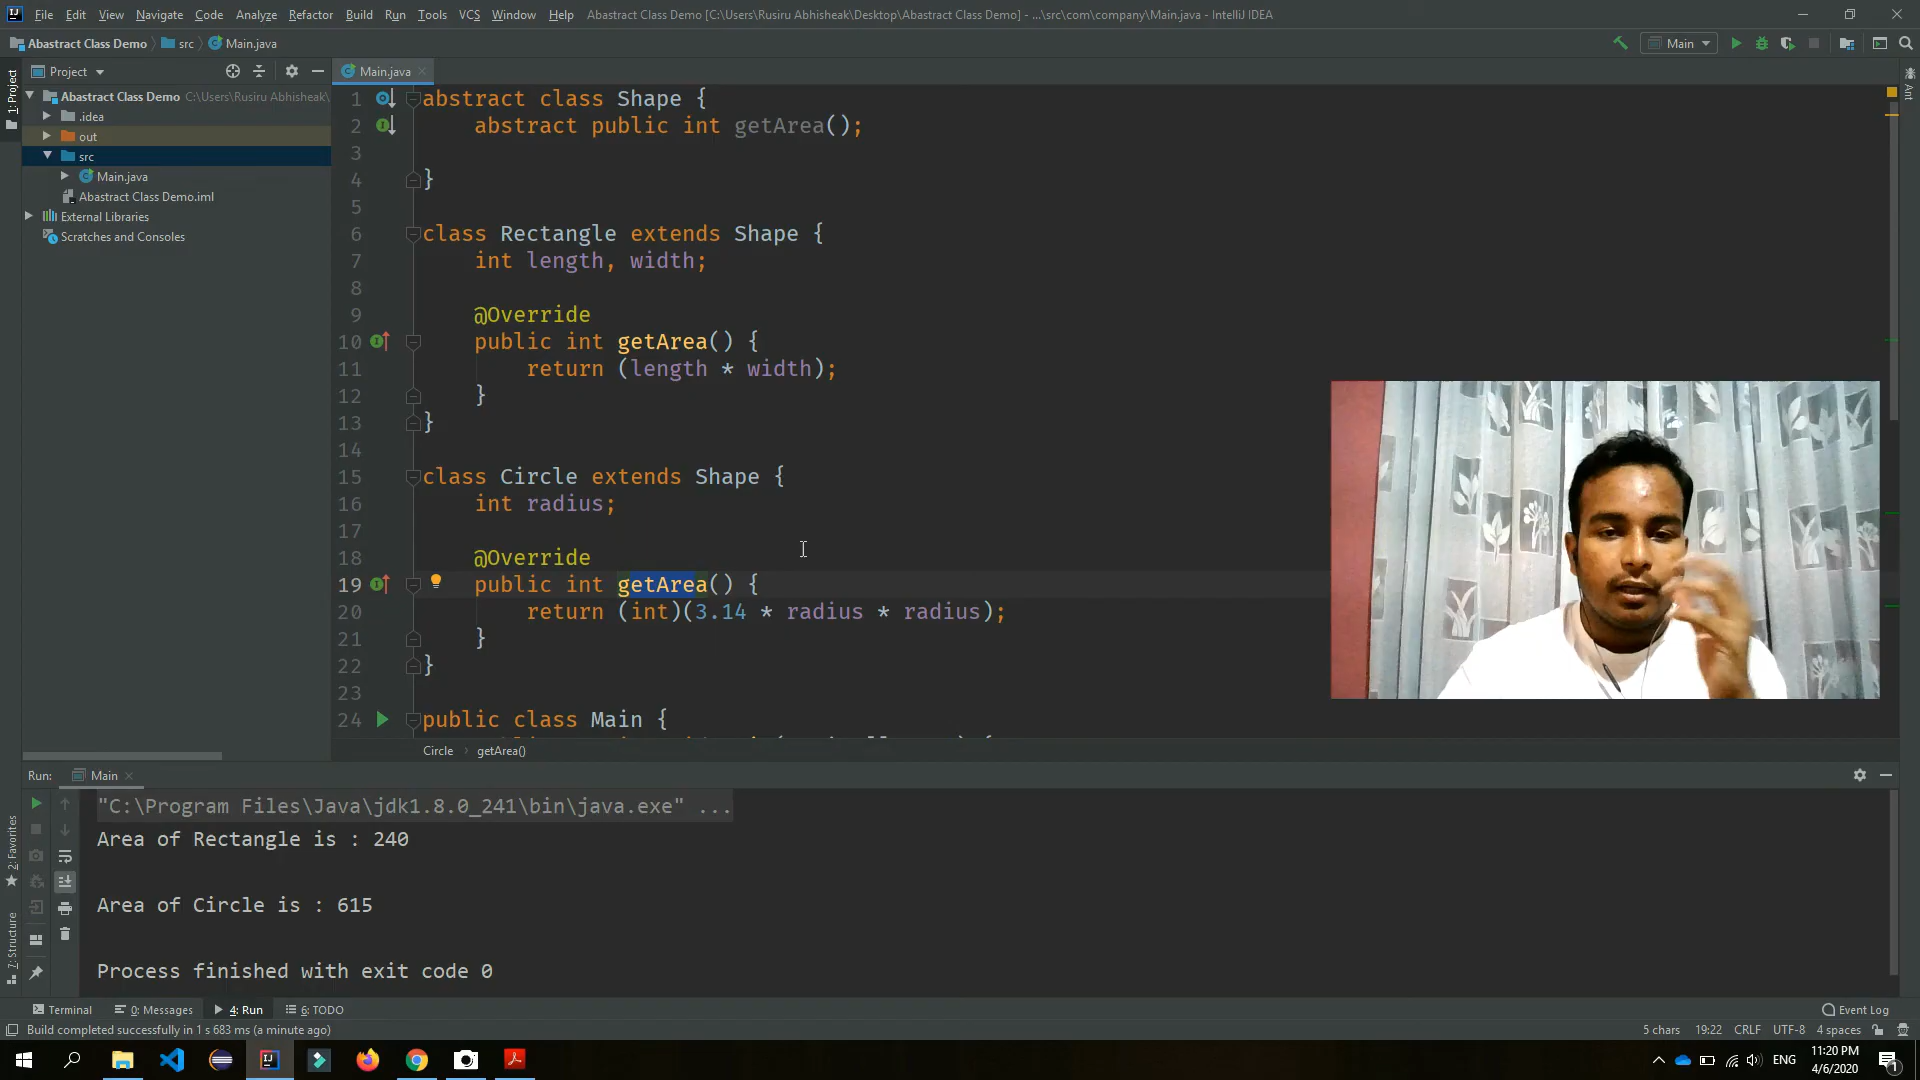 File Edit View Navigate Code Analyze Refactor Build Run Tools VCS Window Help Abastract Class Demo [C:\Users\Rusiru Abhisheak\Desktop\Abastract Class Demo] - ...\src\com\company\Main.java - IntelliJ IDEA
Abastract Class Demo src Main.java
Main
Project
Main.java
1: Project
Ant
Abastract Class Demo C:\Users\Rusiru Abhisheak\
.idea
out
src
Main.java
Abastract Class Demo.iml
External Libraries
Scratches and Consoles
1 abstract class Shape {
2 abstract public int getArea();
3
4 }
5
6 class Rectangle extends Shape {
7 int length, width;
8
9 @Override
10 public int getArea() {
11 return (length * width);
12 }
13 }
14
15 class Circle extends Shape {
16 int radius;
17
18 @Override
19 public int getArea() {
20 return (int)(3.14 * radius * radius);
21 }
22 }
23
24 public class Main {
Circle getArea()
Run: Main
"C:\Program Files\Java\jdk1.8.0_241\bin\java.exe" ...
Area of Rectangle is : 240
Area of Circle is : 615
Process finished with exit code 0
2: Favorites
7: Structure
Terminal 0: Messages 4: Run 6: TODO
Event Log
Build completed successfully in 1 s 683 ms (a minute ago)
5 chars 19:22 CRLF UTF-8 4 spaces
ENG
11:20 PM
4/6/2020
1